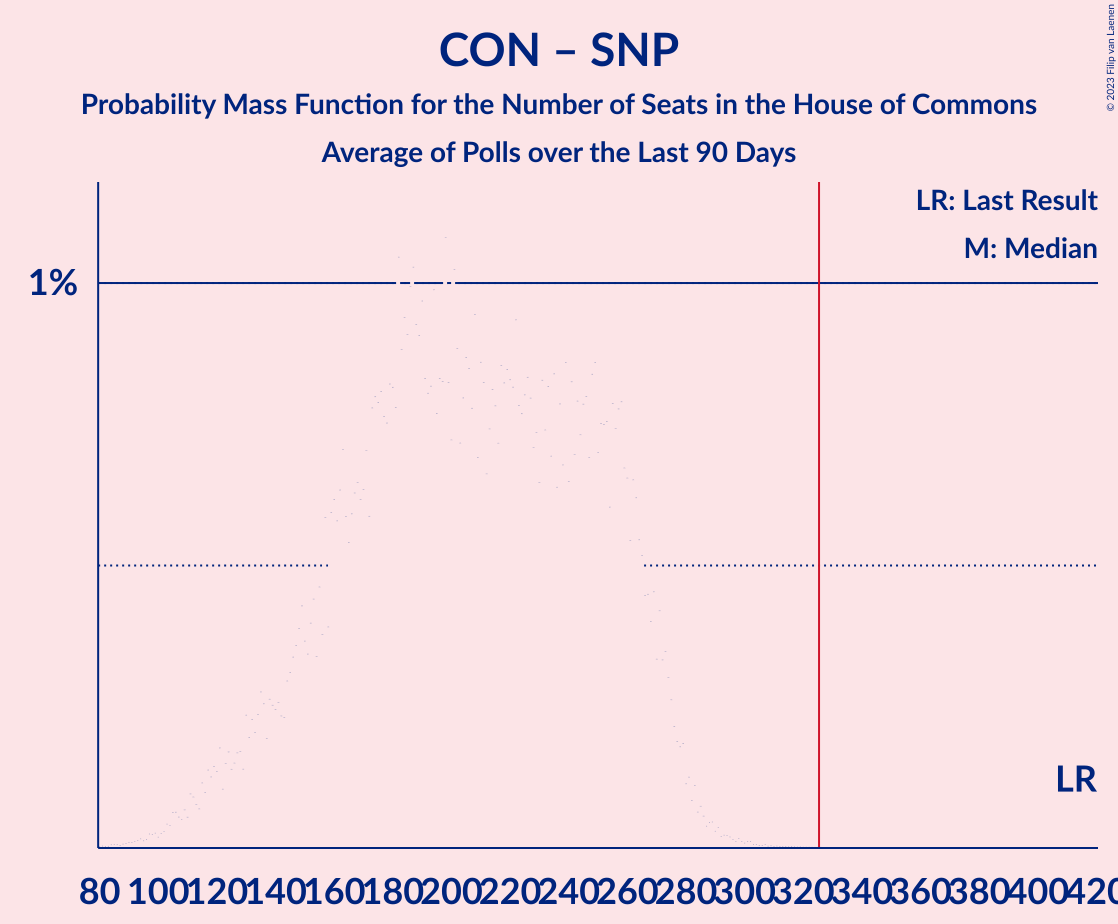 CON – SNP
Probability Mass Function for the Number of Seats in the House of Commons
Average of Polls over the Last 90 Days
© 2023 Filip van Laenen
LR: Last Result
M: Median
1%
LR
80 100 120 140 160 180 200 220 240 260 280 300 320 340 360 380 400 420